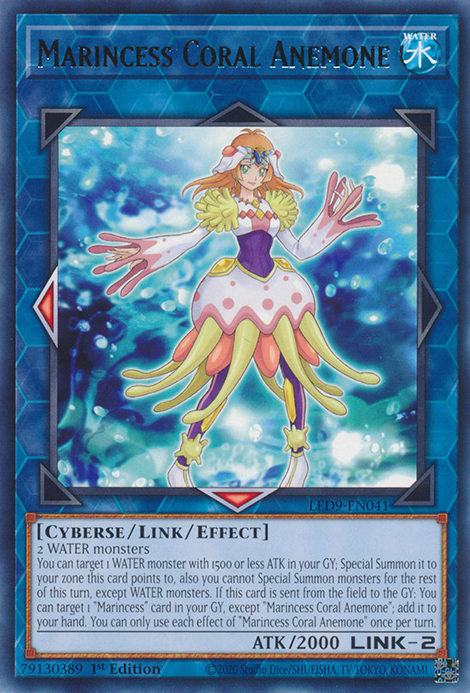 MARINCESS CORAL ANEMONE
WATER
水
LED9-EN041
[CYBERSE/LINK/EFFECT]
2 WATER monsters
You can target 1 WATER monster with 1500 or less ATK in your GY; Special Summon it to
your zone this card points to, also you cannot Special Summon monsters for the rest
of this turn, except WATER monsters. If this card is sent from the field to the GY: You
can target 1 "Marincess" card in your GY, except "Marincess Coral Anemone"; add it to
your hand. You can only use each effect of "Marincess Coral Anemone" once per turn.
ATK/2000 LINK-2
79130389 1st Edition ©2020 Studio Dice/SHUEISHA, TV TOKYO, KONAMI